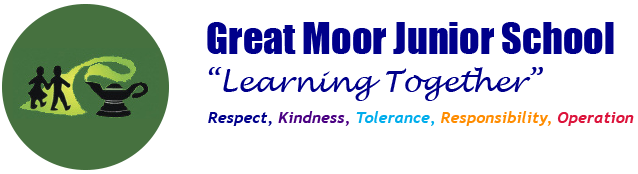 Great Moor Junior School
“Learning Together”
Respect, Kindness, Tolerance, Responsibility, Operation